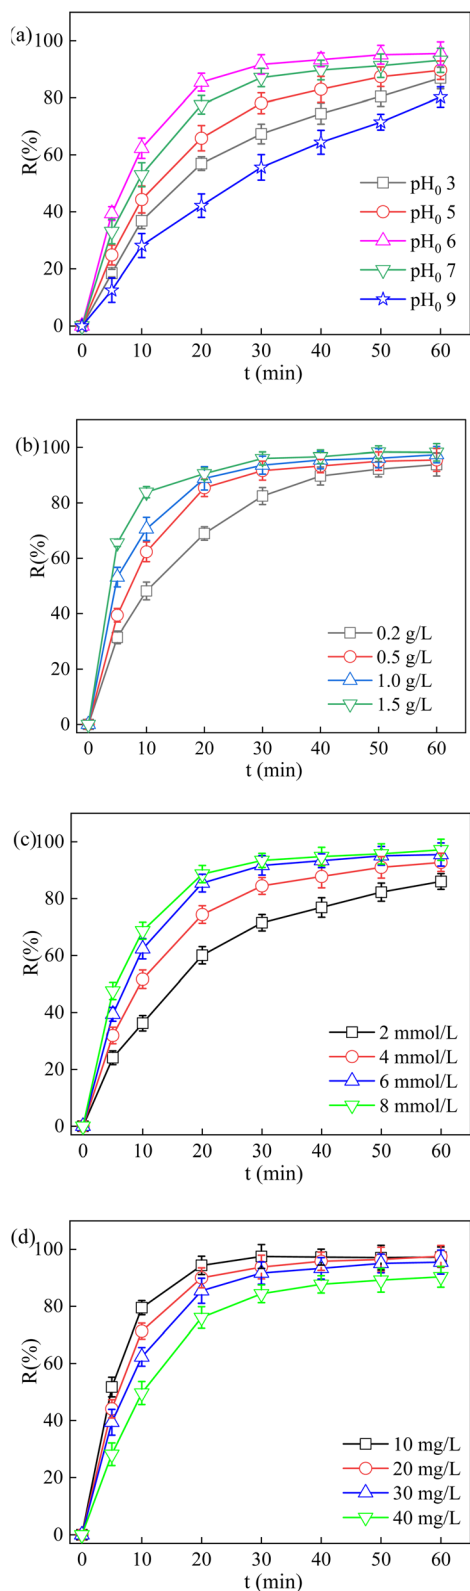 (a)
100
80
60
40
20
0
R(%)
pH₀ 3
pH₀ 5
pH₀ 6
pH₀ 7
pH₀ 9
0 10 20 30 40 50 60
t (min)
(b)
100
80
60
40
20
0
R(%)
0.2 g/L
0.5 g/L
1.0 g/L
1.5 g/L
0 10 20 30 40 50 60
t (min)
(c)
100
80
60
40
20
0
R(%)
2 mmol/L
4 mmol/L
6 mmol/L
8 mmol/L
0 10 20 30 40 50 60
t (min)
(d)
100
80
60
40
20
0
R(%)
10 mg/L
20 mg/L
30 mg/L
40 mg/L
0 10 20 30 40 50 60
t (min)